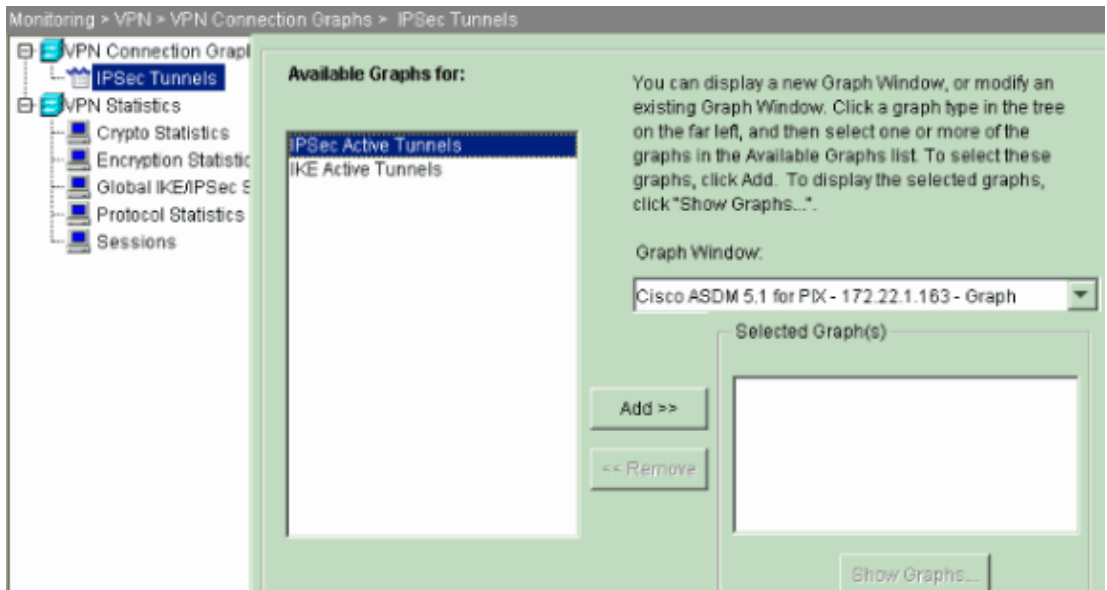 Monitoring > VPN > VPN Connection Graphs > IPSec Tunnels
VPN Connection Grapl
IPSec Tunnels
VPN Statistics
Crypto Statistics
Encryption Statistic
Global IKE/IPSec S
Protocol Statistics
Sessions
Available Graphs for:
IPSec Active Tunnels
IKE Active Tunnels
You can display a new Graph Window, or modify an
existing Graph Window. Click a graph type in the tree
on the far left, and then select one or more of the
graphs in the Available Graphs list. To select these
graphs, click Add. To display the selected graphs,
click "Show Graphs...".
Graph Window:
Cisco ASDM 5.1 for PIX - 172.22.1.163 - Graph
Selected Graph(s)
Add >>
<< Remove
Show Graphs...